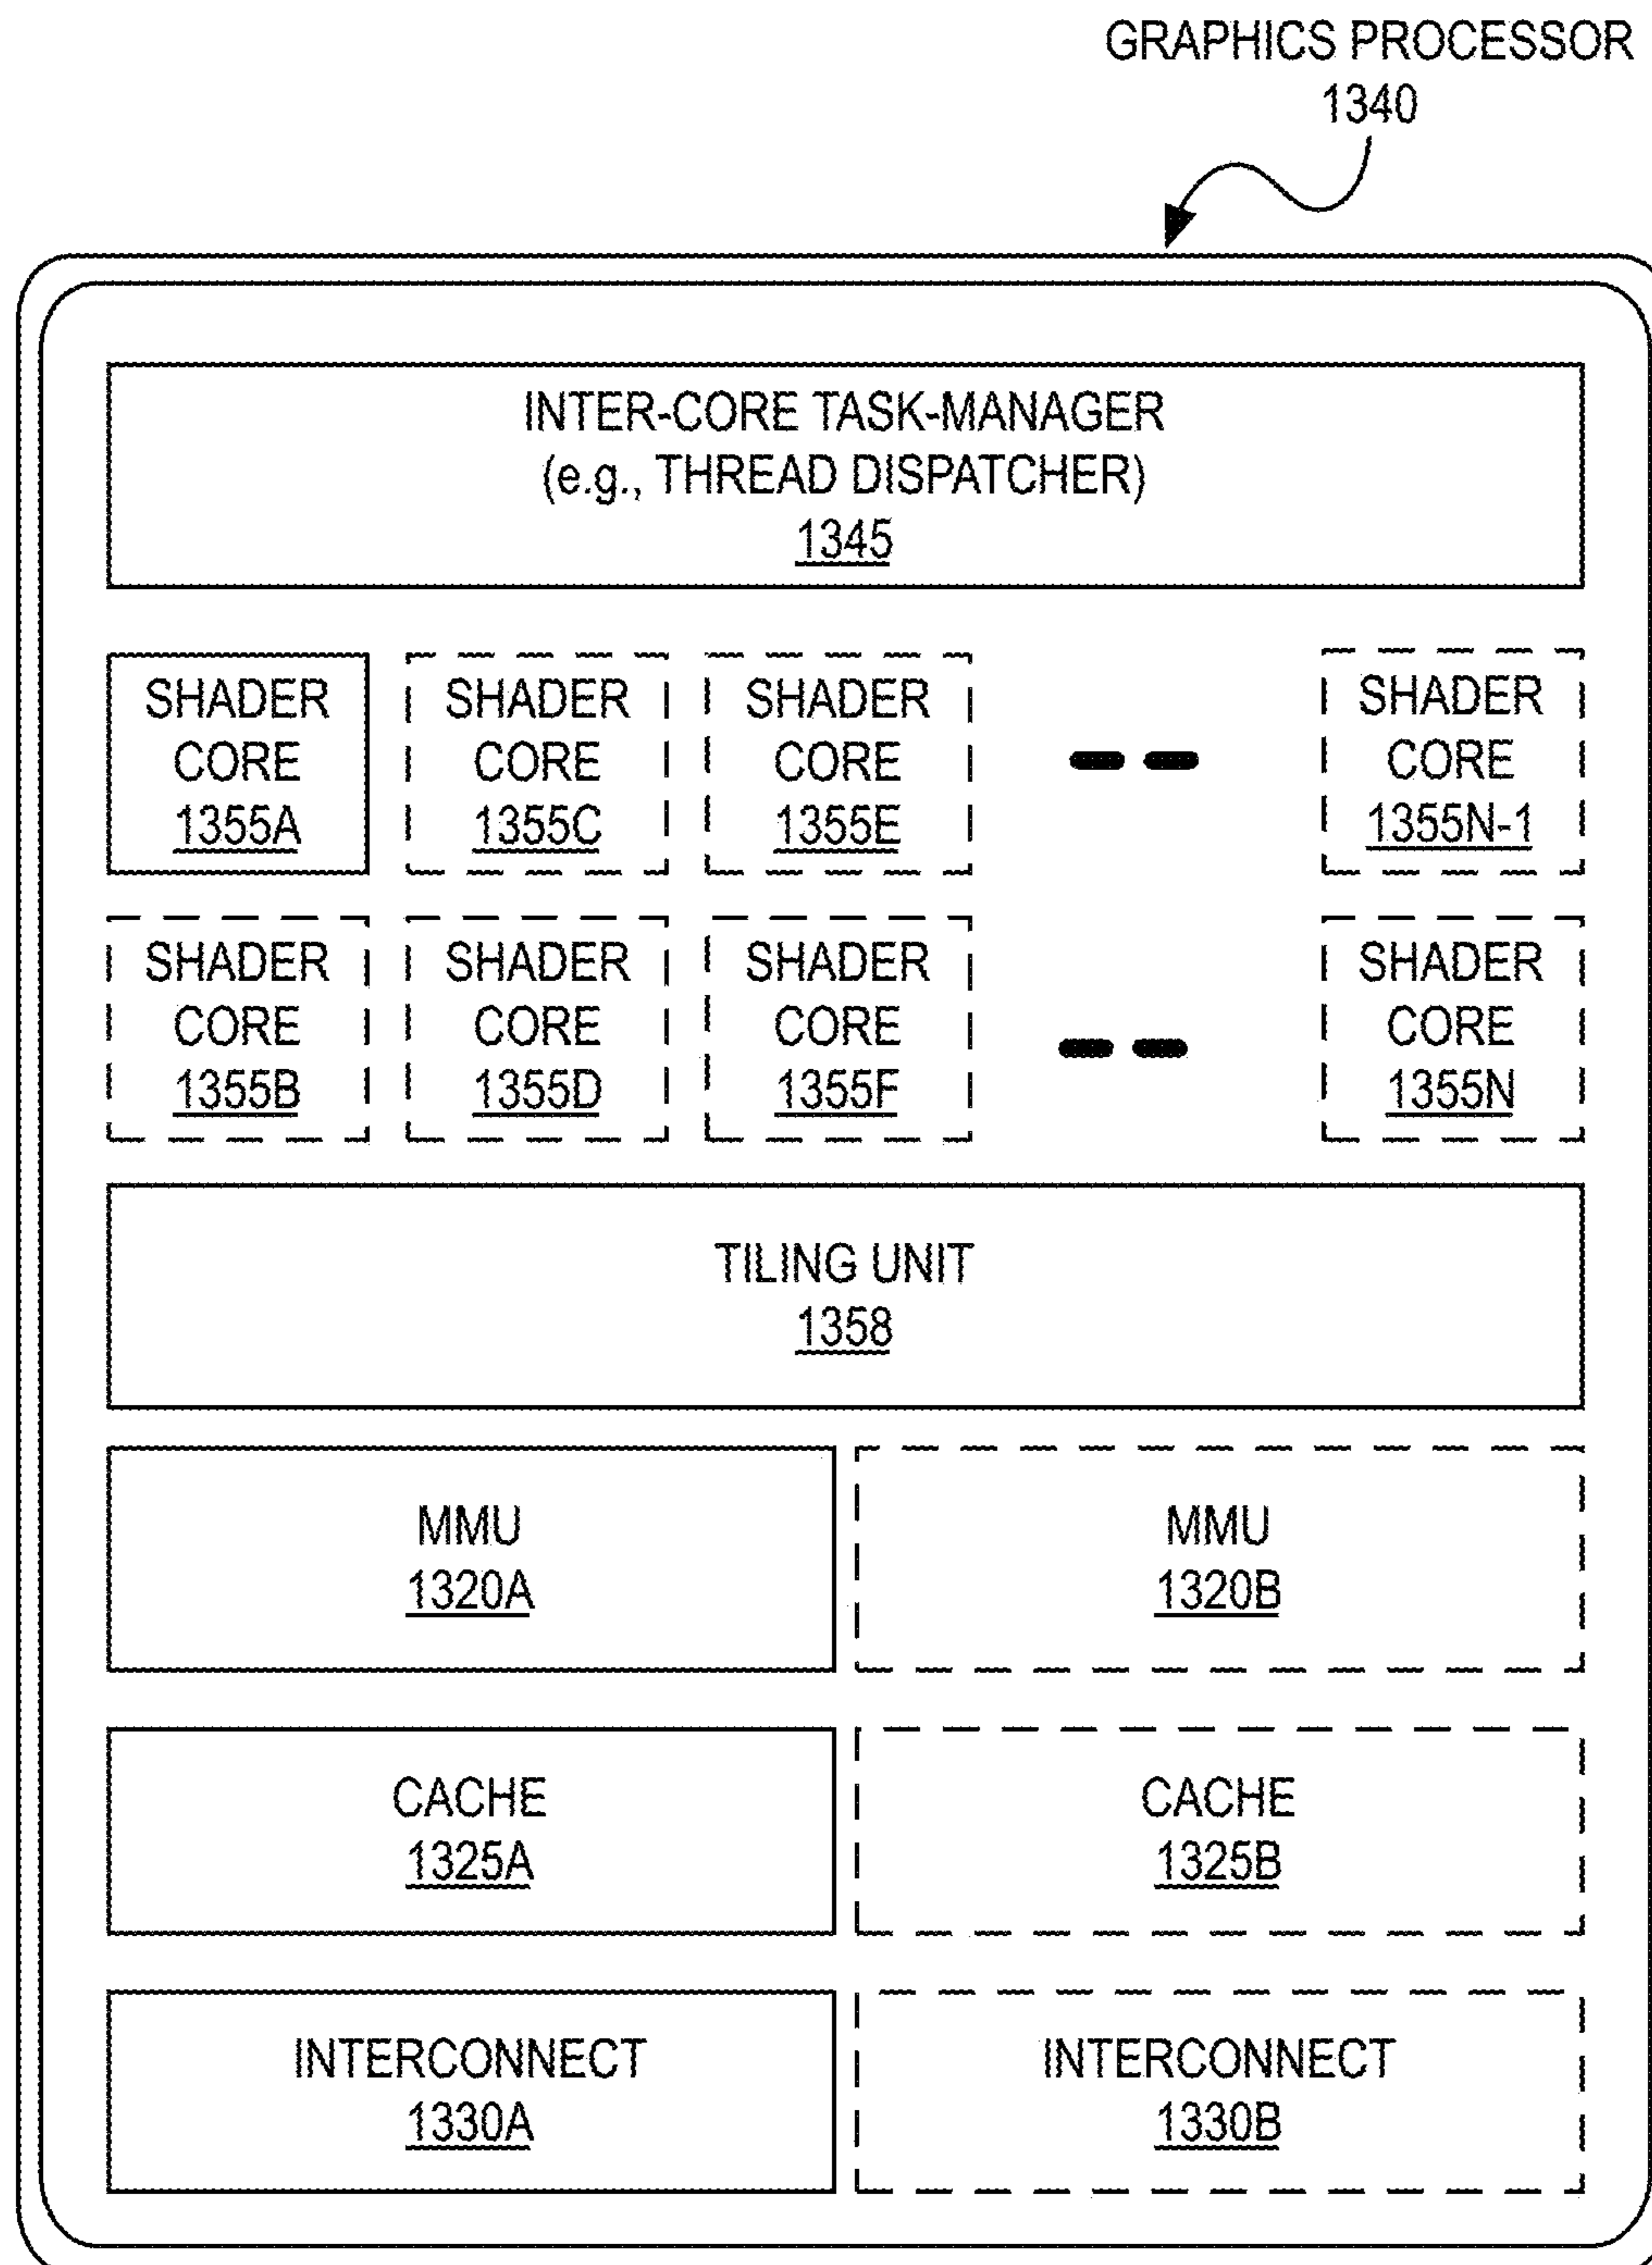 GRAPHICS PROCESSOR
1340
INTER-CORE TASK-MANAGER
(e.g., THREAD DISPATCHER)
1345
SHADER
CORE
1355A
SHADER
CORE
1355C
SHADER
CORE
1355E
SHADER
CORE
1355N-1
SHADER
CORE
1355B
SHADER
CORE
1355D
SHADER
CORE
1355F
SHADER
CORE
1355N
TILING UNIT
1358
MMU
1320A
MMU
1320B
CACHE
1325A
CACHE
1325B
INTERCONNECT
1330A
INTERCONNECT
1330B